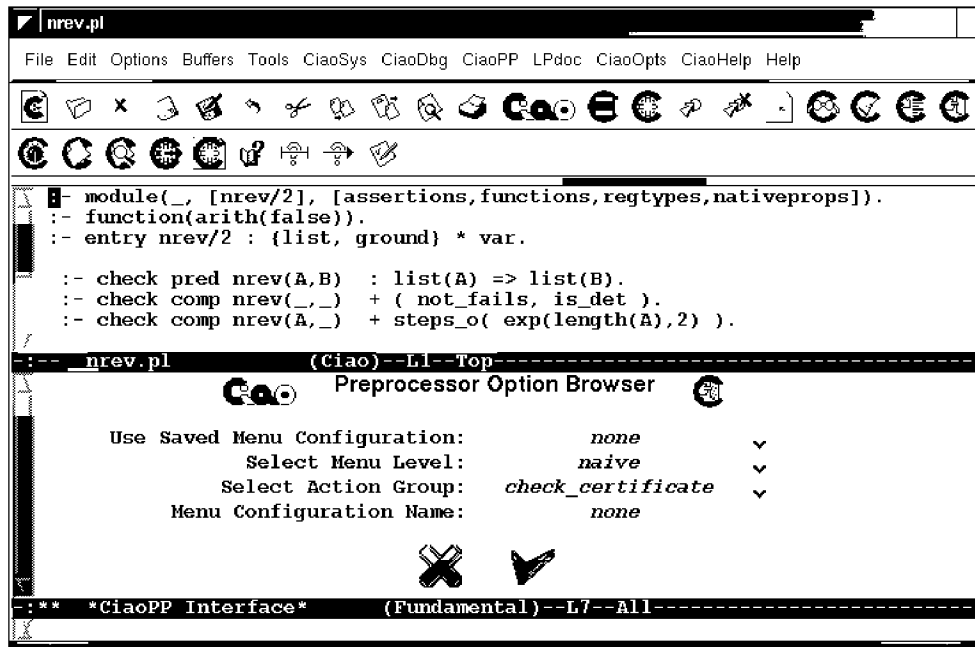 nrev.pl
File Edit Options Buffers Tools CiaoSys CiaoDbg CiaoPP LPdoc CiaoOpts CiaoHelp Help
Ciao
:- module(_, [nrev/2], [assertions,functions,regtypes,nativeprops]).
:- function(arith(false)).
:- entry nrev/2 : {list, ground} * var.
:- check pred nrev(A,B) : list(A) => list(B).
:- check comp nrev(_,_) + ( not_fails, is_det ).
:- check comp nrev(A,_) + steps_o( exp(length(A),2) ).
-:-- nrev.pl (Ciao)--L1--Top----------------------------------------
Ciao Preprocessor Option Browser
Use Saved Menu Configuration: none
Select Menu Level: naive
Select Action Group: check_certificate
Menu Configuration Name: none
-:** *CiaoPP Interface* (Fundamental)--L7--All--------------------------